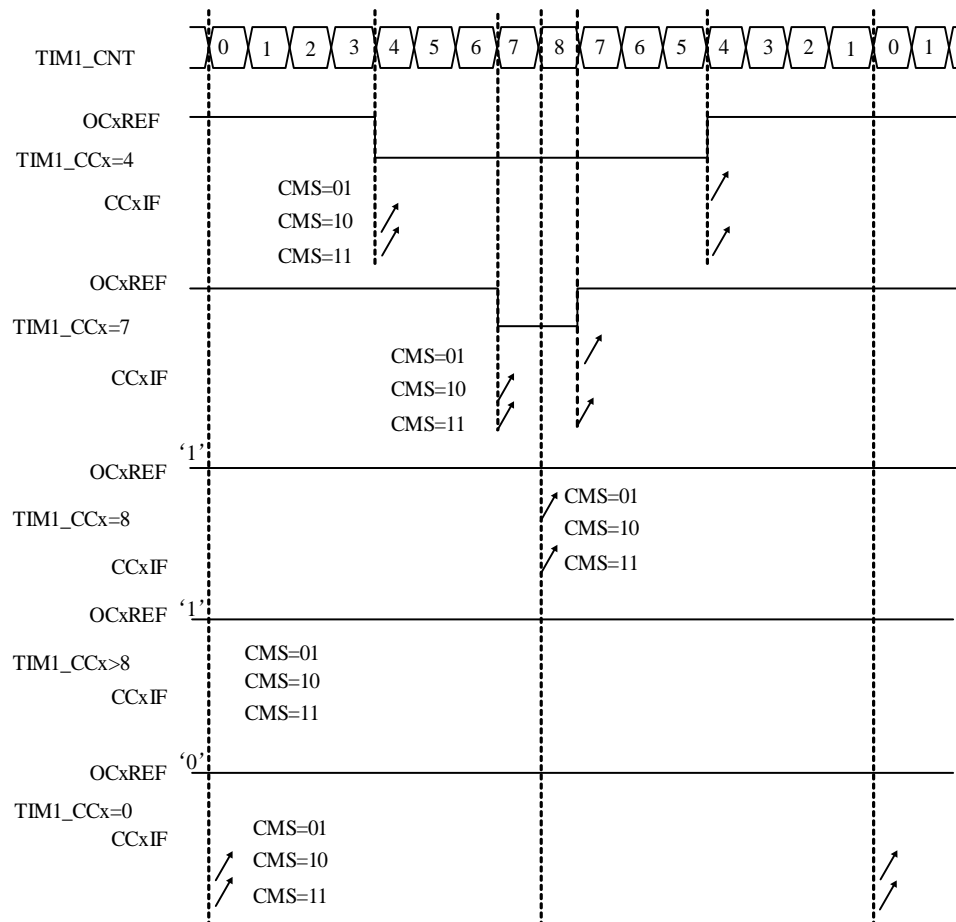 TIM1_CNT 0 1 2 3 4 5 6 7 8 7 6 5 4 3 2 1 0 1
OCxREF
TIM1_CCx=4
CCxIF
CMS=01
CMS=10
CMS=11
OCxREF
TIM1_CCx=7
CCxIF
CMS=01
CMS=10
CMS=11
OCxREF ‘1’
TIM1_CCx=8
CCxIF
CMS=01
CMS=10
CMS=11
OCxREF ‘1’
TIM1_CCx>8
CCxIF
CMS=01
CMS=10
CMS=11
OCxREF ‘0’
TIM1_CCx=0
CCxIF
CMS=01
CMS=10
CMS=11